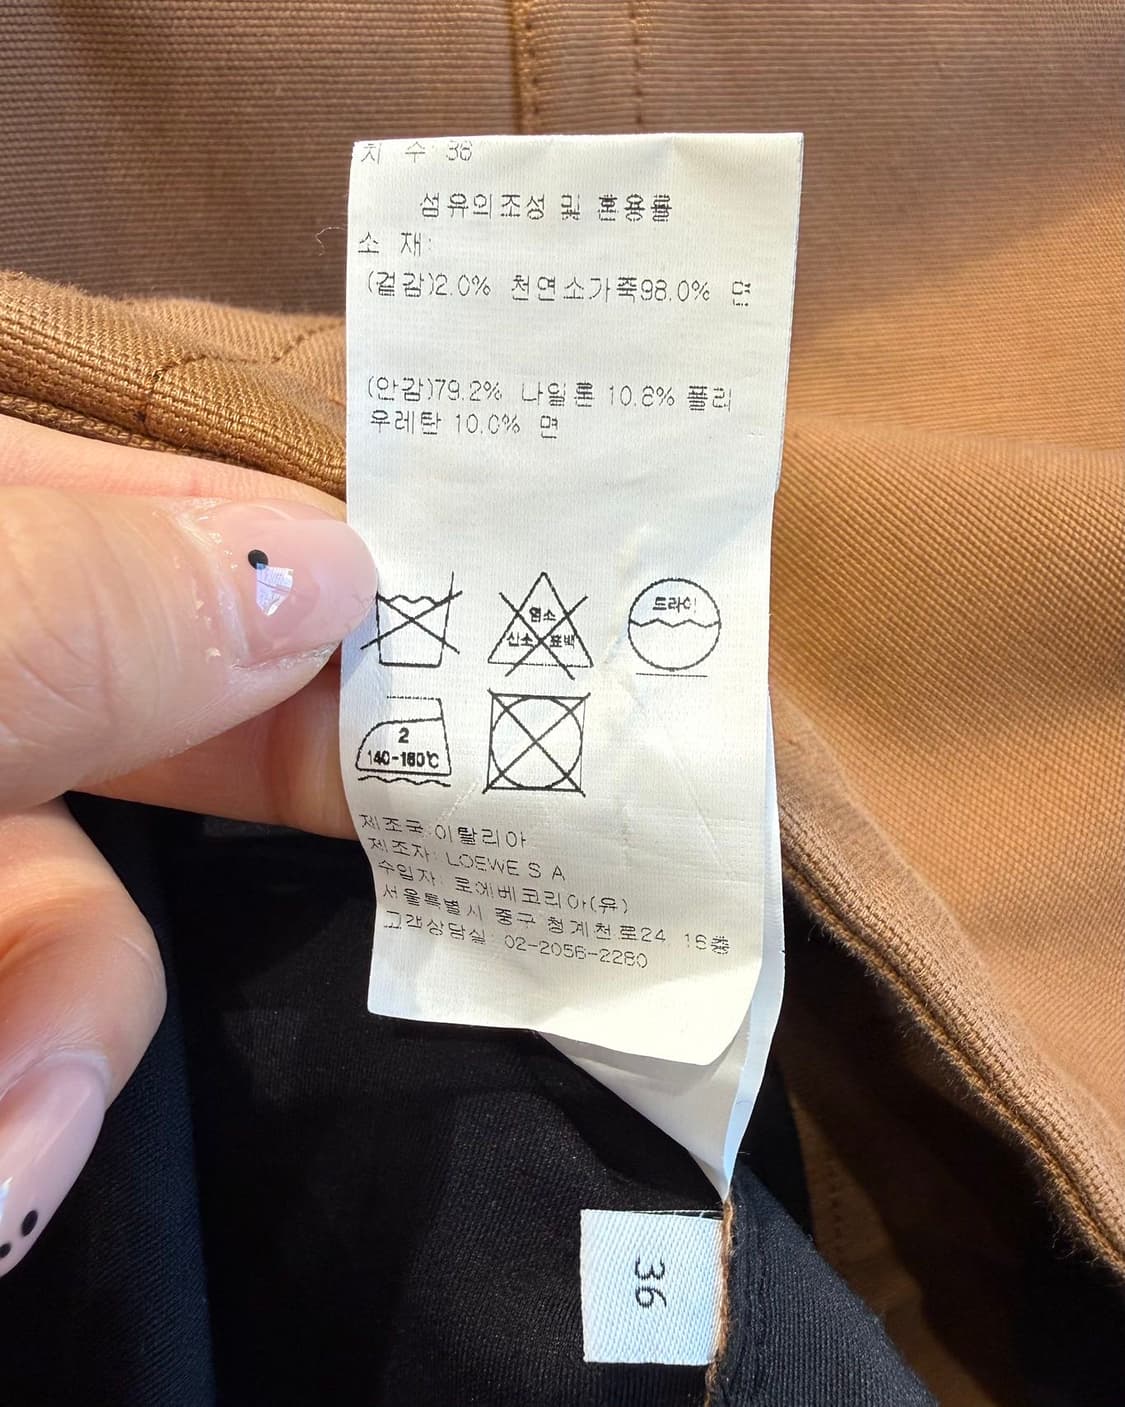 치 수: 36
섬유의조성 및 혼용률
소 재:
(겉감)2.0% 천연소가죽98.0% 면
(안감)79.2% 나일론 10.8% 폴리
우레탄 10.0% 면
드라이
염소
산소 표백
2
140-160℃
제조국:이탈리아
제조자: LOEWE S A
수입자: 로에베코리아(유)
서울특별시 중구 청계천로24 16층
고객상담실: 02-2056-2280
36